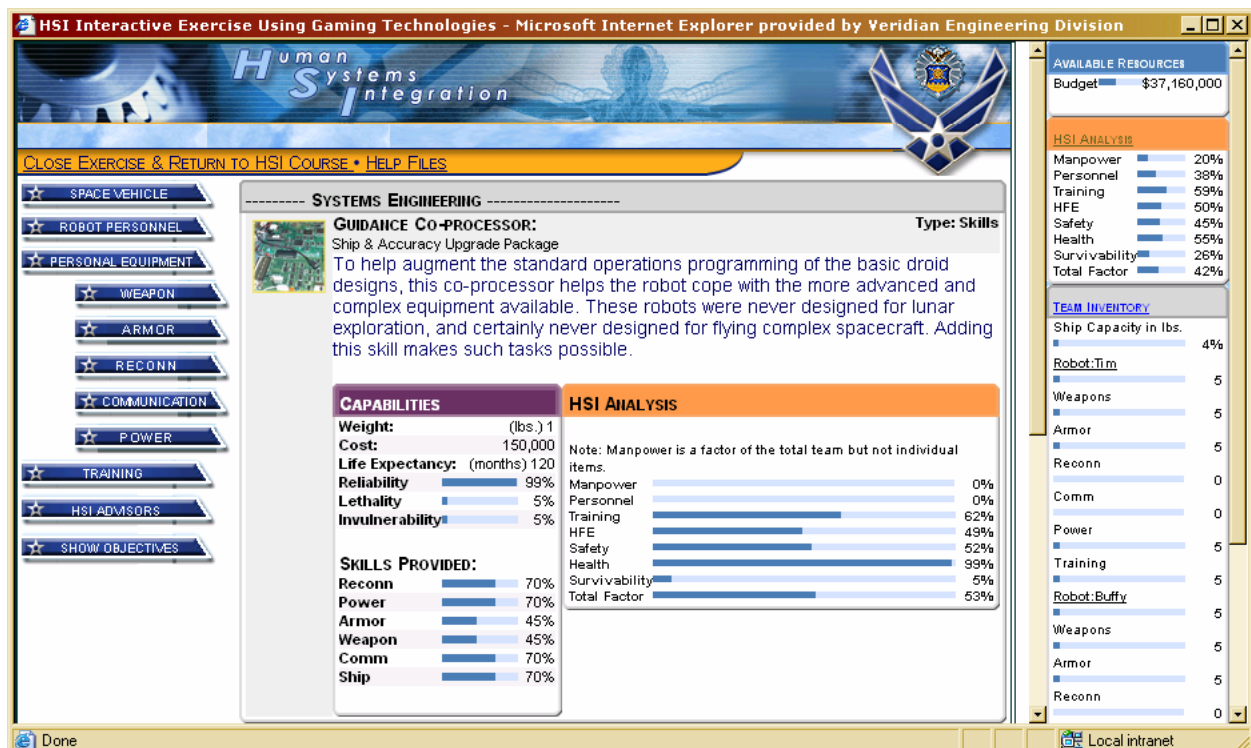 HSI Interactive Exercise Using Gaming Technologies - Microsoft Internet Explorer provided by Veridian Engineering Division
Human
Systems
Integration
CLOSE EXERCISE & RETURN TO HSI COURSE • HELP FILES
SPACE VEHICLE
ROBOT PERSONNEL
PERSONAL EQUIPMENT
WEAPON
ARMOR
RECONN
COMMUNICATION
POWER
TRAINING
HSI ADVISORS
SHOW OBJECTIVES
--------- SYSTEMS ENGINEERING --------------------
GUIDANCE CO-PROCESSOR: Type: Skills
Ship & Accuracy Upgrade Package
To help augment the standard operations programming of the basic droid
designs, this co-processor helps the robot cope with the more advanced and
complex equipment available. These robots were never designed for lunar
exploration, and certainly never designed for flying complex spacecraft. Adding
this skill makes such tasks possible.
CAPABILITIES
Weight: (lbs.) 1
Cost: 150,000
Life Expectancy: (months) 120
Reliability 99%
Lethality 5%
Invulnerability 5%
SKILLS PROVIDED:
Reconn 70%
Power 70%
Armor 45%
Weapon 45%
Comm 70%
Ship 70%
HSI ANALYSIS
Note: Manpower is a factor of the total team but not individual
items.
Manpower 0%
Personnel 0%
Training 62%
HFE 49%
Safety 52%
Health 99%
Survivability 5%
Total Factor 53%
AVAILABLE RESOURCES
Budget $37,160,000
HSI ANALYSIS
Manpower 20%
Personnel 38%
Training 59%
HFE 50%
Safety 45%
Health 55%
Survivability 26%
Total Factor 42%
TEAM INVENTORY
Ship Capacity in lbs.
4%
Robot:Tim
5
Weapons
5
Armor
5
Reconn
0
Comm
0
Power
5
Training
5
Robot:Buffy
5
Weapons
5
Armor
5
Reconn
0
Done
Local intranet